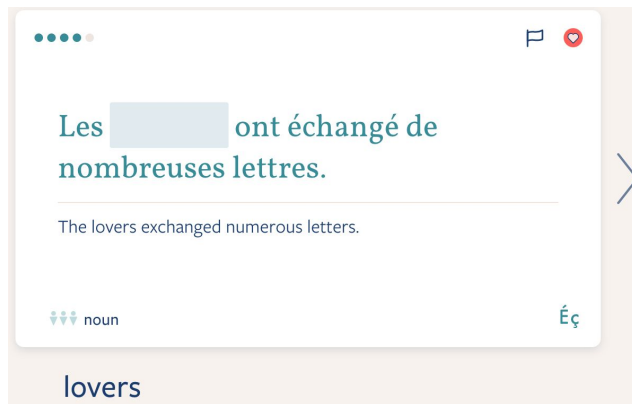 Les ont échangé de
nombreuses lettres.
The lovers exchanged numerous letters.
noun
Éç
lovers